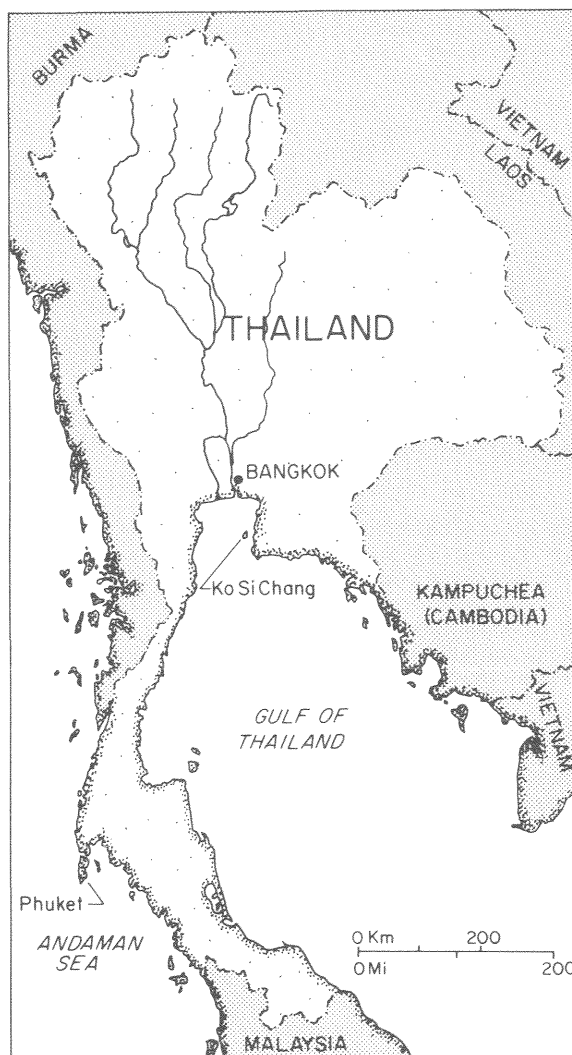 BURMA
VIETNAM
LAOS
THAILAND
BANGKOK
Ko Si Chang
KAMPUCHEA
(CAMBODIA)
GULF OF
THAILAND
VIETNAM
Phuket
ANDAMAN
SEA
0 Km 200
0 Mi 200
MALAYSIA